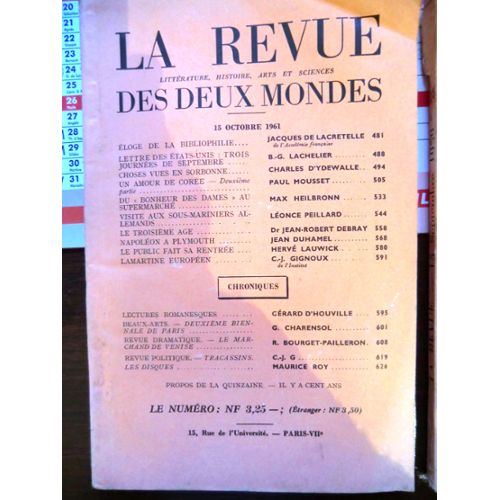 LA REVUE
LITTÉRATURE, HISTOIRE, ARTS ET SCIENCES
DES DEUX MONDES
15 OCTOBRE 1961
ÉLOGE DE LA BIBLIOPHILIE.... JACQUES DE LACRETELLE 481
de l'Académie française
LETTRE DES ÉTATS-UNIS : TROIS
JOURNÉES DE SEPTEMBRE.... B.-G. LACHELIER 488
CHOSES VUES EN SORBONNE...... CHARLES D'YDEWALLE 494
UN AMOUR DE CORÉE — Deuxième
partie — PAUL MOUSSET 505
DU « BONHEUR DES DAMES » AU
SUPERMARCHÉ MAX HEILBRONN 533
VISITE AUX SOUS-MARINIERS AL-
LEMANDS LÉONCE PEILLARD 544
LE TROISIÈME AGE Dr JEAN-ROBERT DEBRAY 558
NAPOLÉON A PLYMOUTH JEAN DUHAMEL 568
LE PUBLIC FAIT SA RENTRÉE.... HERVÉ LAUWICK 580
LAMARTINE EUROPÉEN C.-J. GIGNOUX 591
de l'Institut
CHRONIQUES
LECTURES ROMANESQUES GÉRARD D'HOUVILLE 595
BEAUX-ARTS. — DEUXIÈME BIEN-
NALE DE PARIS G. CHARENSOL 601
REVUE DRAMATIQUE. — LE MAR-
CHAND DE VENISE R. BOURGET-PAILLERON. 608
REVUE POLITIQUE. — TRACASSINS. C.-J. G 619
LES DISQUES MAURICE ROY 626
PROPOS DE LA QUINZAINE — IL Y A CENT ANS
LE NUMÉRO : NF 3,25 —; (Étranger : NF 3,50)
15, Rue de l'Université. — PARIS-VIIe
20
21
22
23
24
25
26
27
28
29
30
31